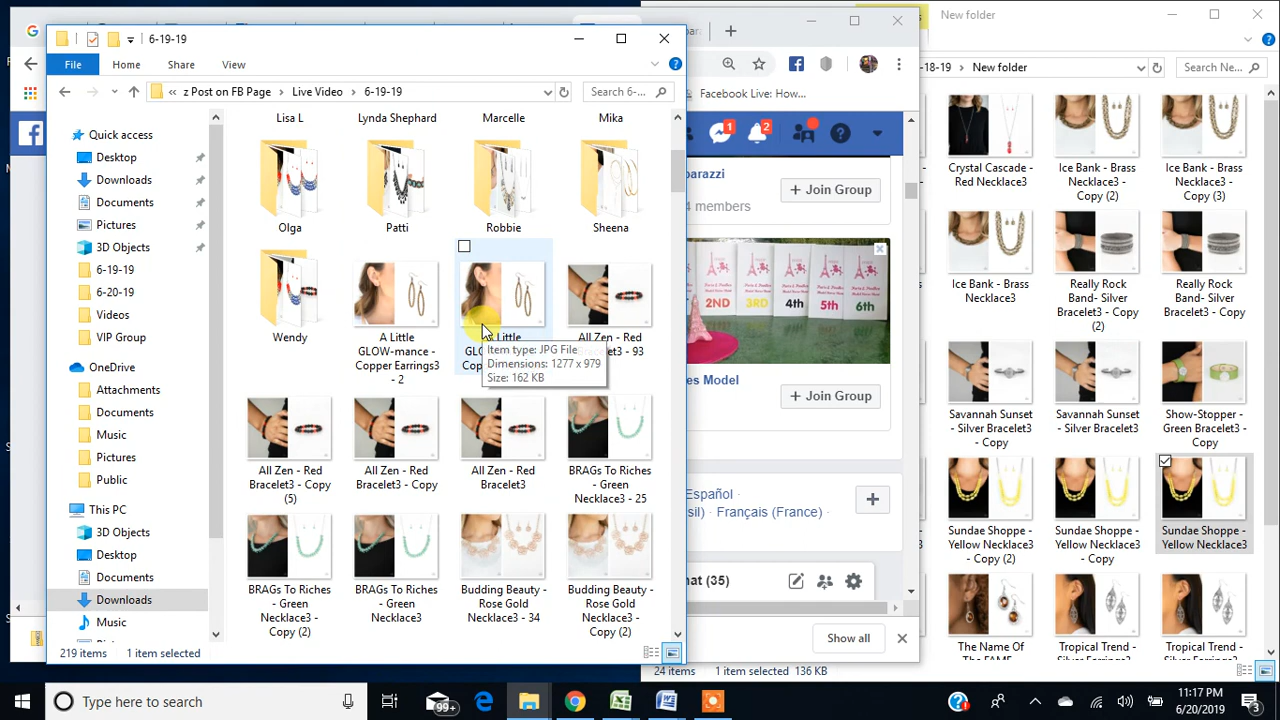 6-19-19
File
Home
Share
View
z Post on FB Page > Live Video > 6-19-19
Search 6-...
Quick access
Desktop
Downloads
Documents
Pictures
3D Objects
6-19-19
6-20-19
Videos
VIP Group
OneDrive
Attachments
Documents
Music
Pictures
Public
This PC
3D Objects
Desktop
Documents
Downloads
Music
Lisa L
Lynda Shephard
Marcelle
Mika
Olga
Patti
Robbie
Sheena
Wendy
A Little
GLOW-mance -
Copper Earrings3
- 2
Item type: JPG File
Dimensions: 1277 x 979
Size: 162 KB
All Zen - Red
- 93
All Zen - Red
Bracelet3 - Copy
(5)
All Zen - Red
Bracelet3 - Copy
All Zen - Red
Bracelet3
BRAGs To Riches
- Green
Necklace3 - 25
BRAGs To Riches
- Green
Necklace3 -
Copy (2)
BRAGs To Riches
- Green
Necklace3
Budding Beauty -
Rose Gold
Necklace3 - 34
Budding Beauty -
Rose Gold
Necklace3 -
Copy (2)
219 items
1 item selected
Facebook Live: How...
1
2
4 members
+ Join Group
2ND
3RD
4th
5th
6th
es Model
+ Join Group
Español ·
Français (France) ·
(35)
Show all
New folder
-18-19 > New folder
Search Ne...
Crystal Cascade -
Red Necklace3
Ice Bank - Brass
Necklace3 -
Copy (2)
Ice Bank - Brass
Necklace3 -
Copy (3)
Ice Bank - Brass
Necklace3
Really Rock
Band- Silver
Bracelet3 - Copy
(2)
Really Rock
Band- Silver
Bracelet3 - Copy
Savannah Sunset
- Silver Bracelet3
- Copy
Savannah Sunset
- Silver Bracelet3
Show-Stopper -
Green Bracelet3 -
Copy
Sundae Shoppe -
Yellow Necklace3
- Copy (2)
Sundae Shoppe -
Yellow Necklace3
- Copy
Sundae Shoppe -
Yellow Necklace3
The Name Of
Tropical Trend -
Tropical Trend -
24 items
1 item selected 136 KB
Type here to search
99+
11:17 PM
6/20/2019
3